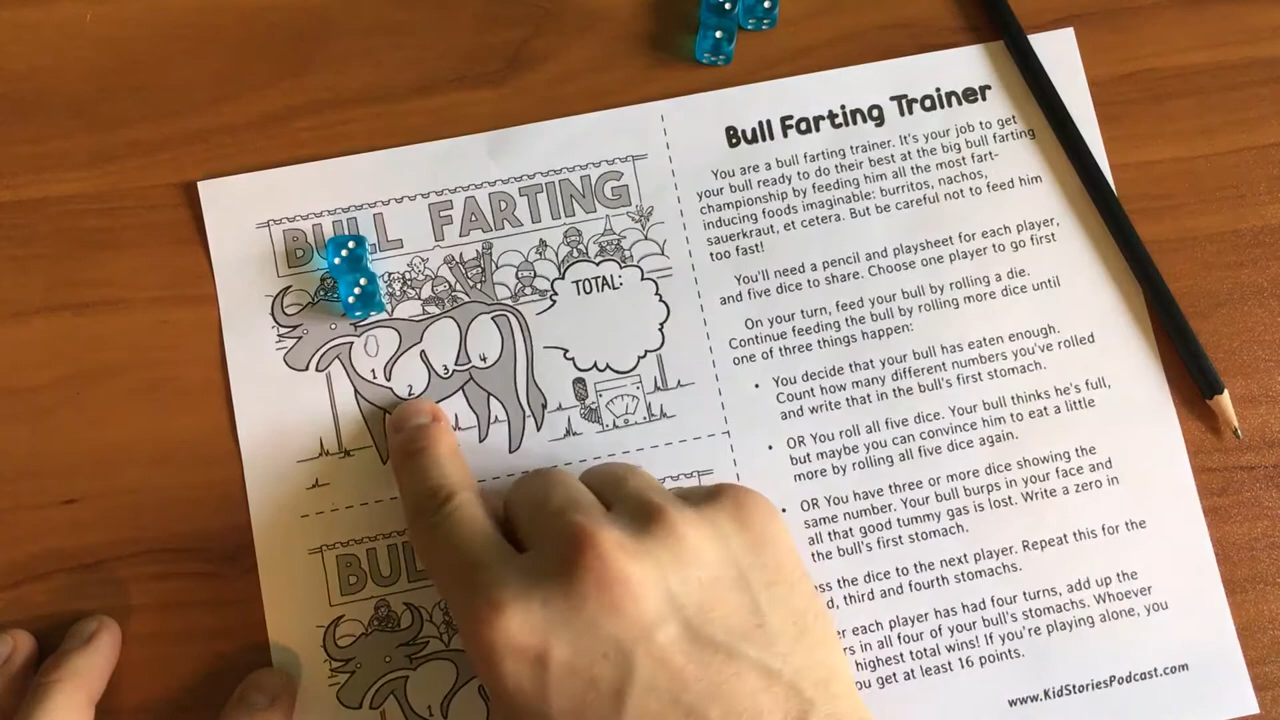 BULL FARTING
TOTAL:
1
2
3
4
BUL
1
Bull Farting Trainer
You are a bull farting trainer. It's your job to get
your bull ready to do their best at the big bull farting
championship by feeding him all the most fart-
inducing foods imaginable: burritos, nachos,
sauerkraut, et cetera. But be careful not to feed him
too fast!
You'll need a pencil and playsheet for each player,
and five dice to share. Choose one player to go first
On your turn, feed your bull by rolling a die.
Continue feeding the bull by rolling more dice until
one of three things happen:
• You decide that your bull has eaten enough.
Count how many different numbers you've rolled
and write that in the bull's first stomach.
• OR You roll all five dice. Your bull thinks he's full,
but maybe you can convince him to eat a little
more by rolling all five dice again.
• OR You have three or more dice showing the
same number. Your bull burps in your face and
all that good tummy gas is lost. Write a zero in
the bull's first stomach.
ss the dice to the next player. Repeat this for the
d, third and fourth stomachs.
er each player has had four turns, add up the
rs in all four of your bull's stomachs. Whoever
highest total wins! If you're playing alone, you
ou get at least 16 points.
www.KidStoriesPodcast.com